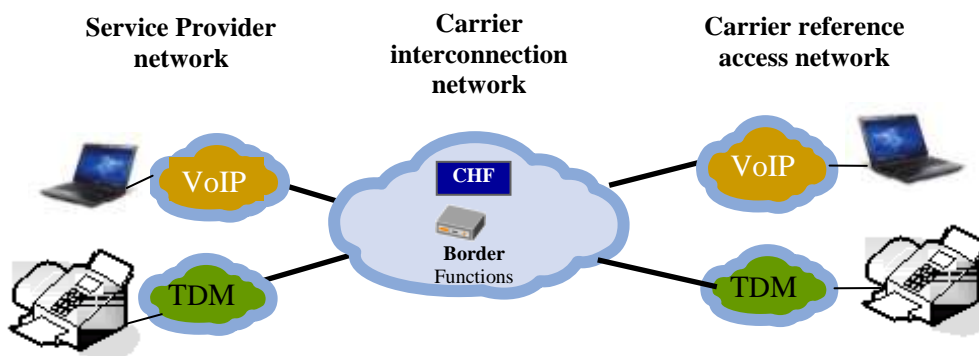 Service Provider
network
Carrier
interconnection
network
Carrier reference
access network
VoIP
CHF
VoIP
Border
Functions
TDM
TDM